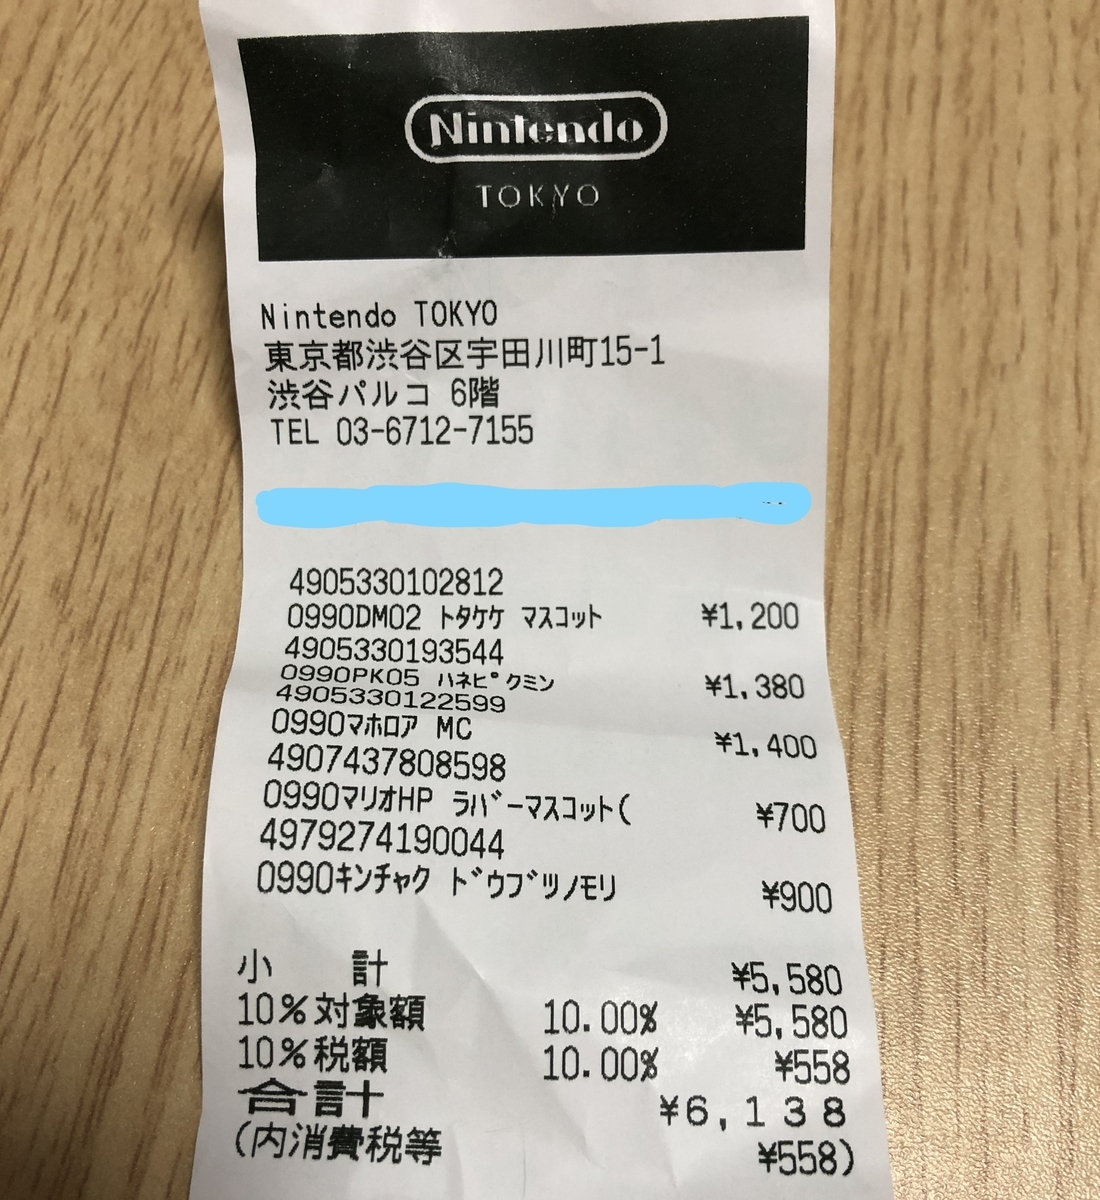 Nintendo
TOKYO
Nintendo TOKYO
東京都渋谷区宇田川町15-1
渋谷パルコ 6階
TEL 03-6712-7155
4905330102812
0990DM02 トタケケ マスコット ¥1,200
4905330193544
0990PK05 ハネピクミン ¥1,380
4905330122599
0990マホロア MC ¥1,400
4907437808598
0990マリオHP ラバーマスコット( ¥700
4979274190044
0990キンチャク ドウブツノモリ ¥900
小 計 ¥5,580
10%対象額 10.00% ¥5,580
10%税額 10.00% ¥558
合計 ¥6,138
(内消費税等 ¥558)